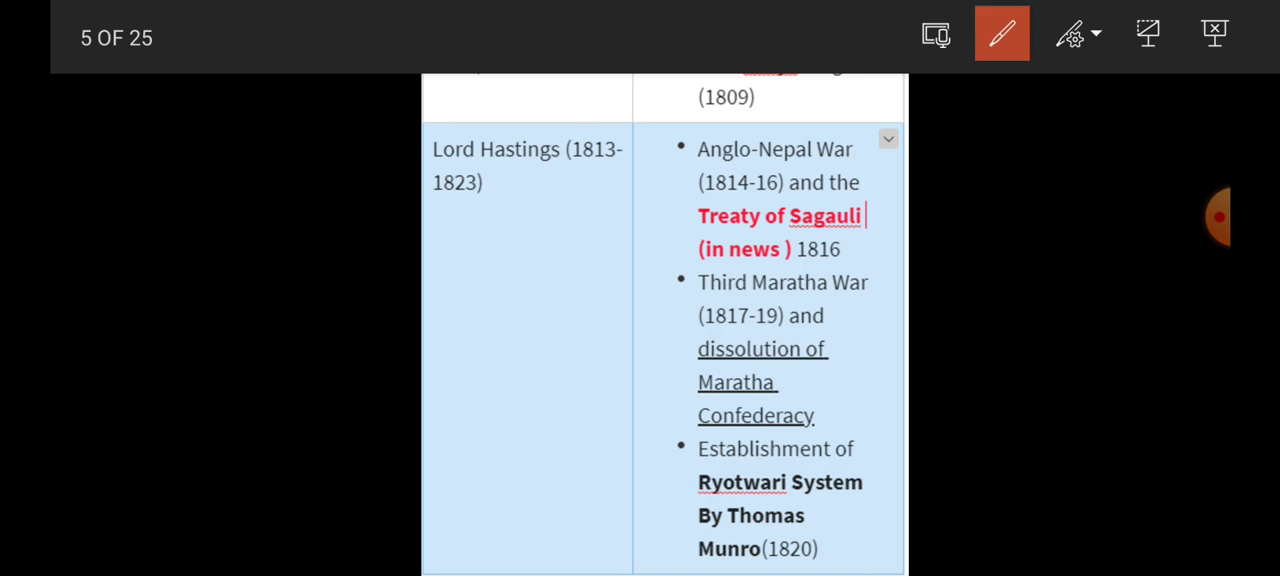 5 OF 25
(1809)
Lord Hastings (1813-
1823)
• Anglo-Nepal War
(1814-16) and the
Treaty of Sagauli
(in news ) 1816
• Third Maratha War
(1817-19) and
dissolution of
Maratha
Confederacy
• Establishment of
Ryotwari System
By Thomas
Munro(1820)